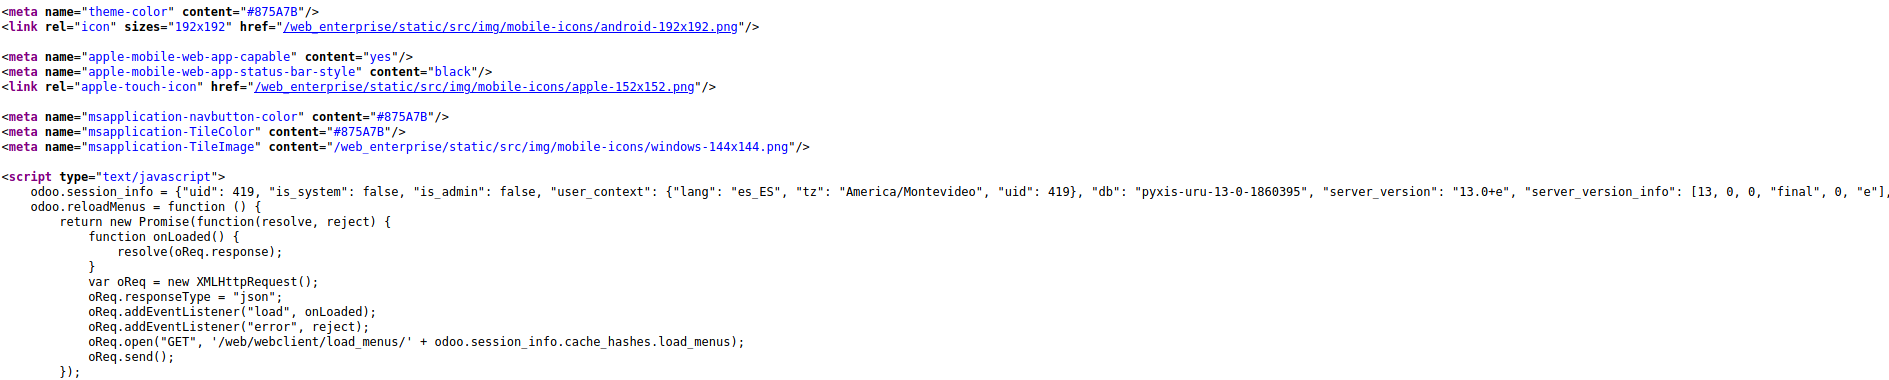 <meta name="theme-color" content="#875A7B"/>
<link rel="icon" sizes="192x192" href="/web_enterprise/static/src/img/mobile-icons/android-192x192.png"/>
<meta name="apple-mobile-web-app-capable" content="yes"/>
<meta name="apple-mobile-web-app-status-bar-style" content="black"/>
<link rel="apple-touch-icon" href="/web_enterprise/static/src/img/mobile-icons/apple-152x152.png"/>
<meta name="msapplication-navbutton-color" content="#875A7B"/>
<meta name="msapplication-TileColor" content="#875A7B"/>
<meta name="msapplication-TileImage" content="/web_enterprise/static/src/img/mobile-icons/windows-144x144.png"/>
<script type="text/javascript">
    odoo.session_info = {"uid": 419, "is_system": false, "is_admin": false, "user_context": {"lang": "es_ES", "tz": "America/Montevideo", "uid": 419}, "db": "pyxis-uru-13-0-1860395", "server_version": "13.0+e", "server_version_info": [13, 0, 0, "final", 0, "e"],
    odoo.reloadMenus = function () {
        return new Promise(function(resolve, reject) {
            function onLoaded() {
                resolve(oReq.response);
            }
            var oReq = new XMLHttpRequest();
            oReq.responseType = "json";
            oReq.addEventListener("load", onLoaded);
            oReq.addEventListener("error", reject);
            oReq.open("GET", '/web/webclient/load_menus/' + odoo.session_info.cache_hashes.load_menus);
            oReq.send();
        });